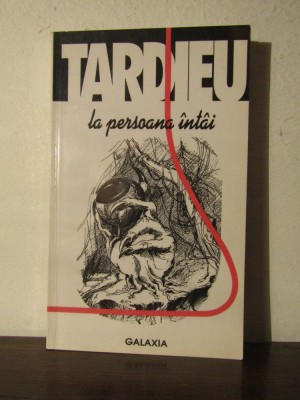 TARDIEU
la persoana întâi
GALAXIA